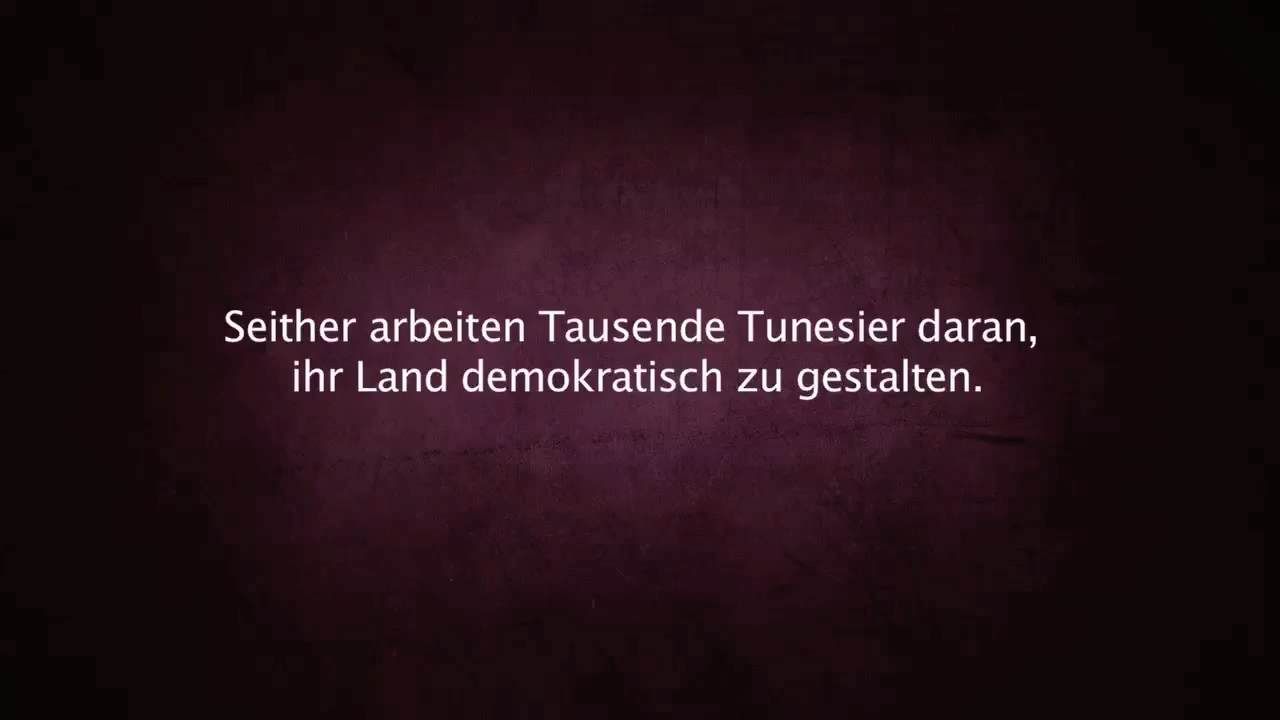 Seither arbeiten Tausende Tunesier daran,
ihr Land demokratisch zu gestalten.